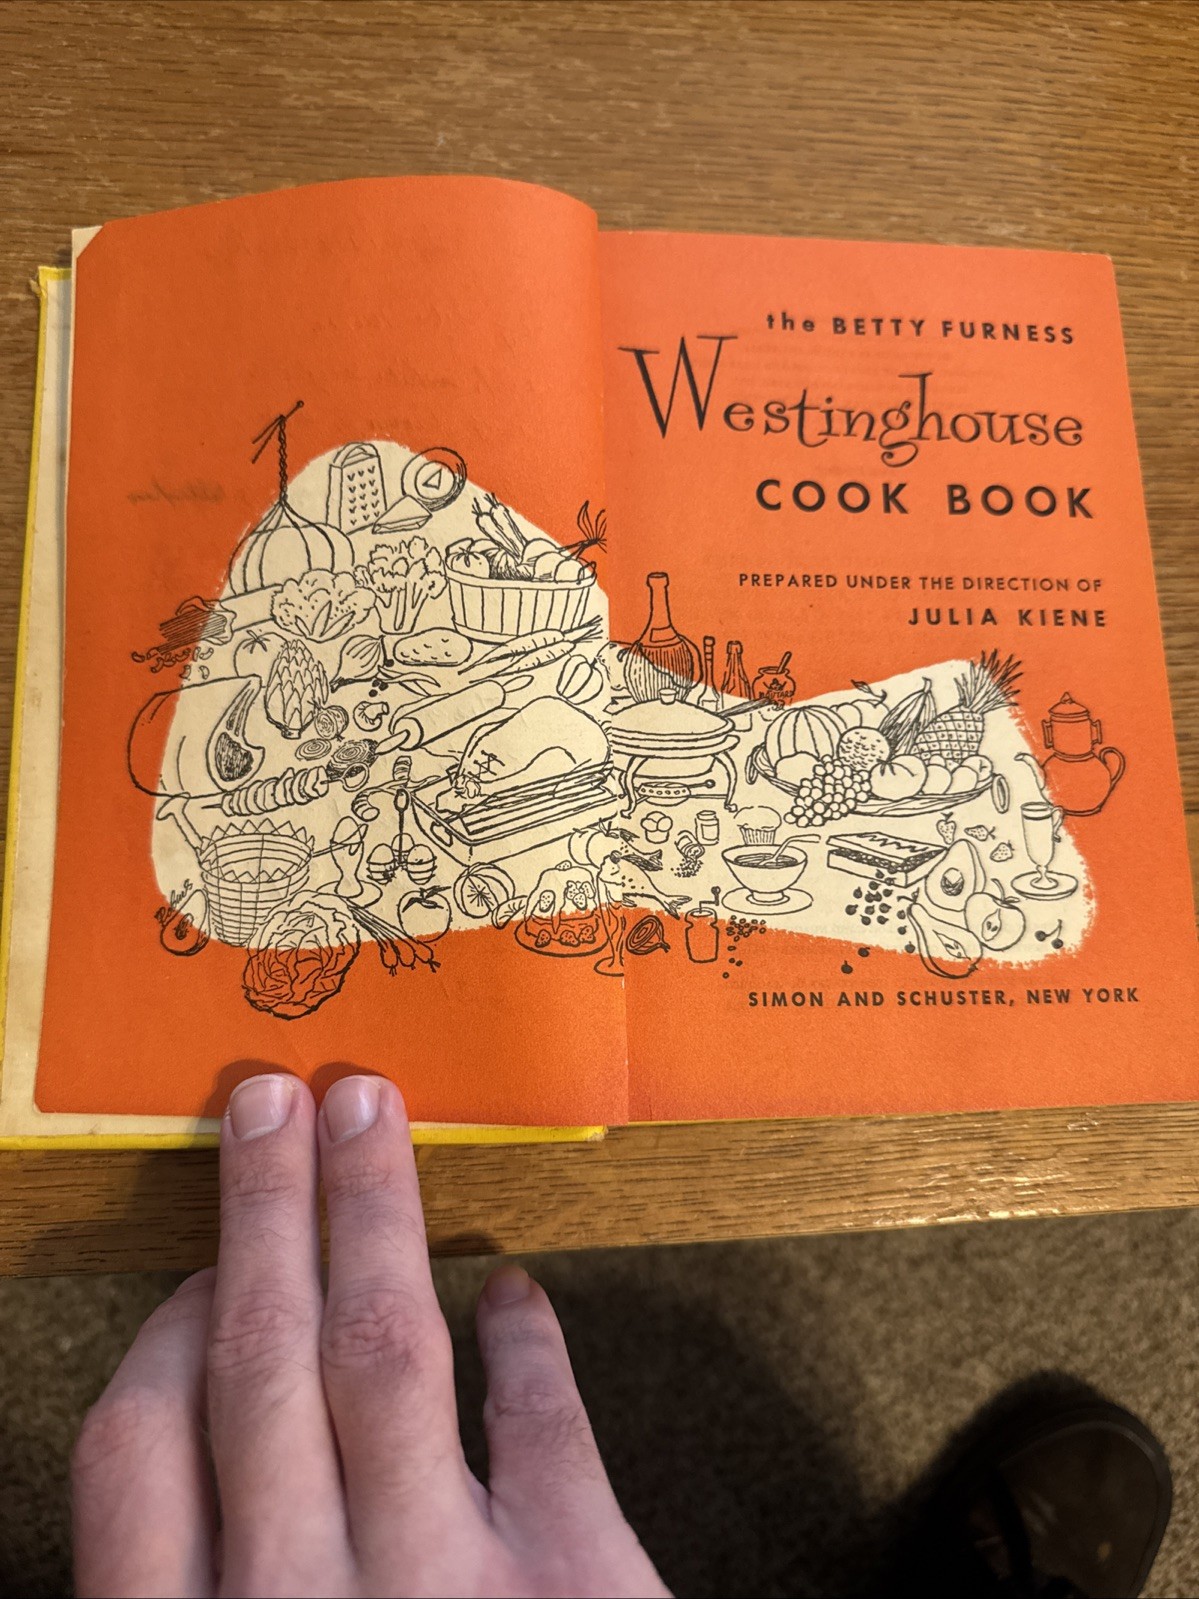 the BETTY FURNESS
Westinghouse
COOK BOOK
PREPARED UNDER THE DIRECTION OF
JULIA KIENE
SIMON AND SCHUSTER, NEW YORK